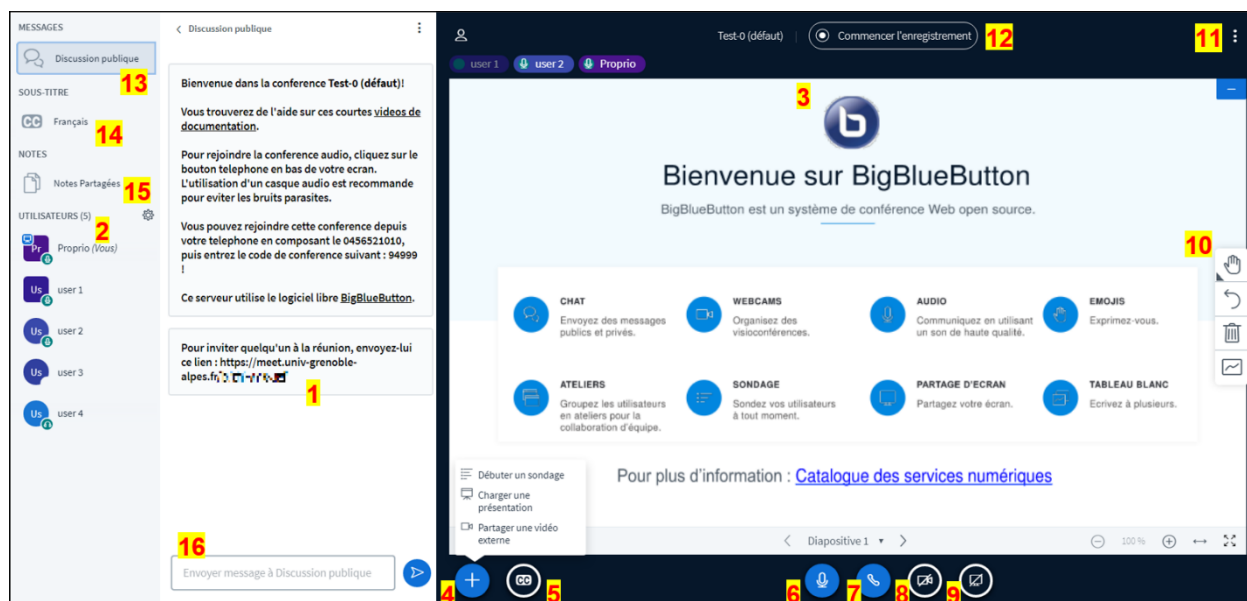 MESSAGES
Discussion publique
13
SOUS-TITRE
Français
14
NOTES
Notes Partagées
15
UTILISATEURS (5)
2
Pr
Proprio (Vous)
Us
user 1
Us
user 2
Us
user 3
Us
user 4
Discussion publique
Bienvenue dans la conference Test-0 (défaut)!
Vous trouverez de l'aide sur ces courtes videos de
documentation.
Pour rejoindre la conference audio, cliquez sur le
bouton telephone en bas de votre ecran.
L'utilisation d'un casque audio est recommande
pour eviter les bruits parasites.
Vous pouvez rejoindre cette conference depuis
votre telephone en composant le 0456521010,
puis entrez le code de conference suivant : 94999
!
Ce serveur utilise le logiciel libre BigBlueButton.
Pour inviter quelqu'un à la réunion, envoyez-lui
ce lien : https://meet.univ-grenoble-
alpes.fr/
1
16
Envoyer message à Discussion publique
Test-0 (défaut)
Commencer l'enregistrement
12
11
user 1
user 2
Proprio
3
b
Bienvenue sur BigBlueButton
BigBlueButton est un système de conférence Web open source.
10
CHAT
Envoyez des messages
publics et privés.
WEBCAMS
Organisez des
visioconférences.
AUDIO
Communiquez en utilisant
un son de haute qualité.
EMOJIS
Exprimez-vous.
ATELIERS
Groupez les utilisateurs
en ateliers pour la
collaboration d'équipe.
SONDAGE
Sondez vos utilisateurs
à tout moment.
PARTAGE D'ECRAN
Partagez votre écran.
TABLEAU BLANC
Ecrivez à plusieurs.
Pour plus d'information : Catalogue des services numériques
Débuter un sondage
Charger une
présentation
Partager une vidéo
externe
Diapositive 1
100 %
4
CC
5
6
7
8
9